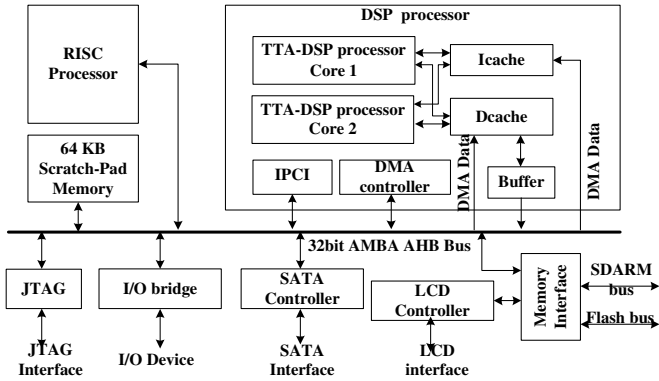 DSP processor
RISC
Processor
TTA-DSP processor
Core 1
Icache
TTA-DSP processor
Core 2
Dcache
64 KB
Scratch-Pad
Memory
IPCI
DMA
controller
DMA Data
Buffer
DMA Data
32bit AMBA AHB Bus
JTAG
I/O bridge
SATA
Controller
LCD
Controller
Memory
Interface
SDARM
bus
Flash bus
JTAG
Interface
I/O Device
SATA
Interface
LCD
interface